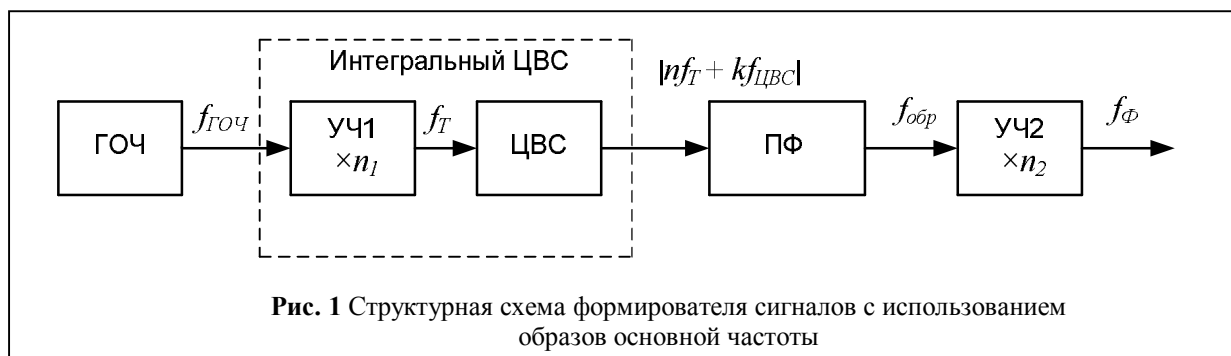 Интегральный ЦВС
|nf_T + kf_ЦВС|
ГОЧ
f_ГОЧ
УЧ1
×n_1
f_T
ЦВС
ПФ
f_обр
УЧ2
×n_2
f_Ф
Рис. 1 Структурная схема формирователя сигналов с использованием
образов основной частоты